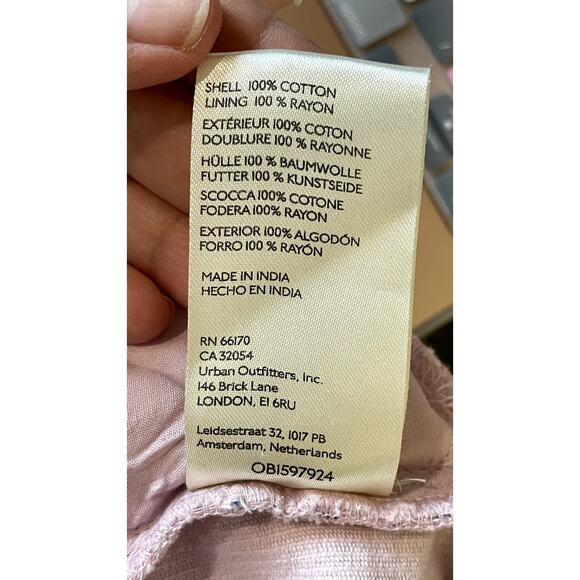 SHELL 100% COTTON
LINING 100 % RAYON
EXTÉRIEUR 100% COTON
DOUBLURE 100 % RAYONNE
HÜLLE 100 % BAUMWOLLE
FUTTER 100 % KUNSTSEIDE
SCOCCA 100% COTONE
FODERA 100% RAYON
EXTERIOR 100% ALGODÓN
FORRO 100 % RAYÓN
MADE IN INDIA
HECHO EN INDIA
RN 66170
CA 32054
Urban Outfitters, Inc.
146 Brick Lane
LONDON, E1 6RU
Leidsestraat 32, 1017 PB
Amsterdam, Netherlands
OB1597924